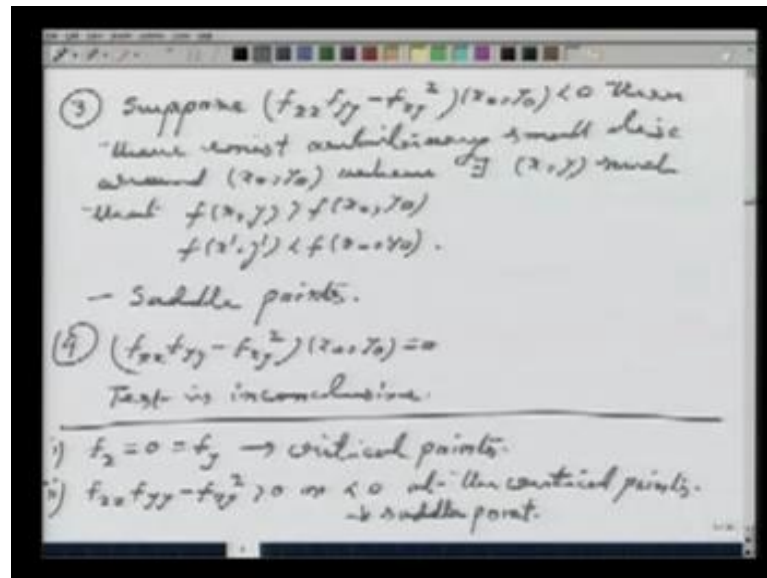 ③ Suppose (fxx fyy - fxy²)(x₀, y₀) < 0 then
there exist arbitrary small disc
around (x₀, y₀) where ∃ (x, y) such
that f(x, y) > f(x₀, y₀)
f(x', y') < f(x₀, y₀).
- Saddle points.
④ (fxx fyy - fxy²)(x₀, y₀) = 0
Test is inconclusive.
i) fx = 0 = fy → critical points.
ii) fxx fyy - fxy² > 0 or < 0 at the critical points.
→ saddle point.